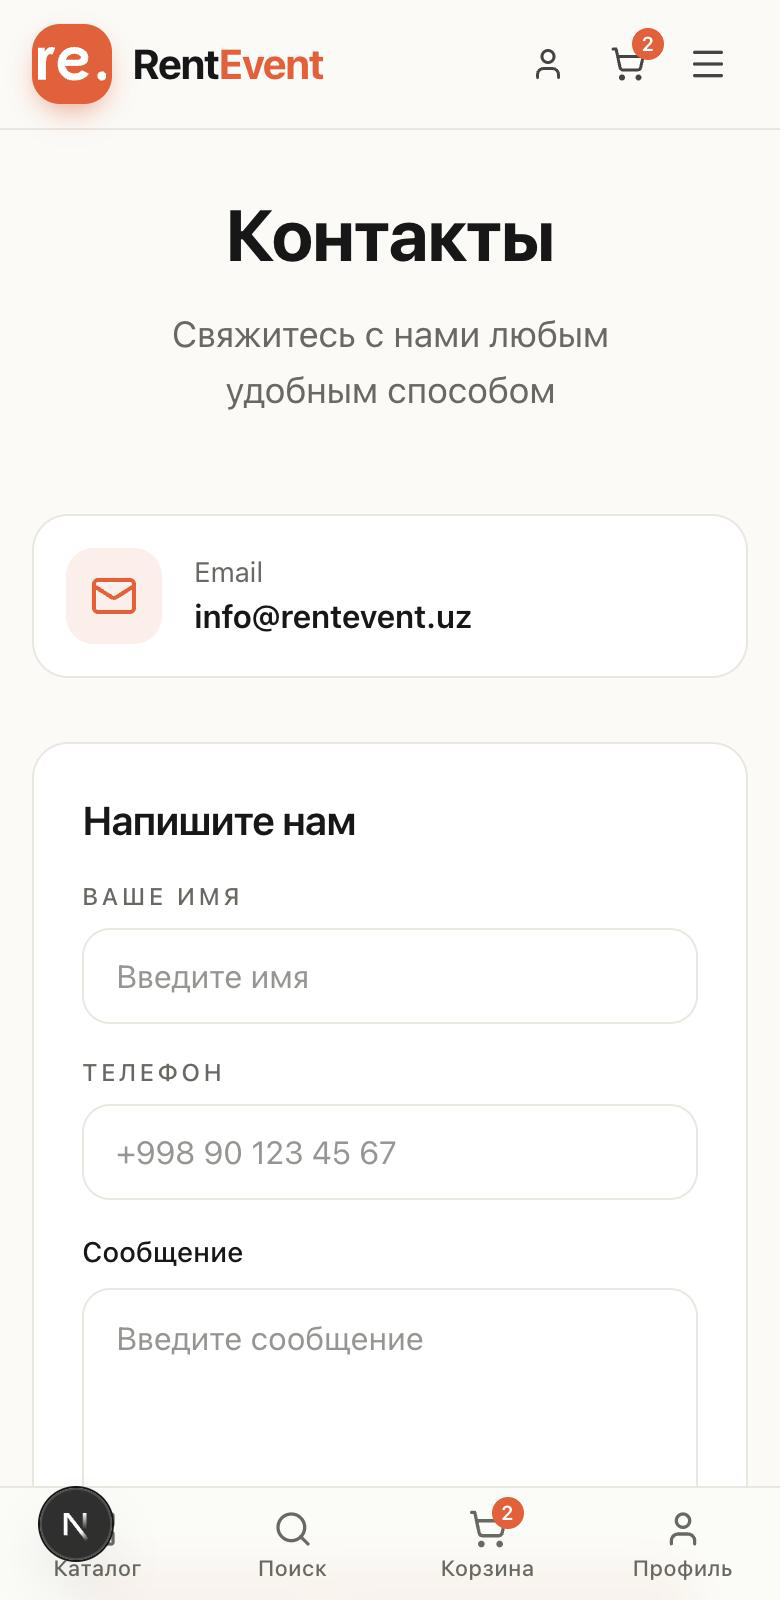 re.
RentEvent
2
Контакты
Свяжитесь с нами любым
удобным способом
Email
info@rentevent.uz
Напишите нам
ВАШЕ ИМЯ
Введите имя
ТЕЛЕФОН
+998 90 123 45 67
Сообщение
Введите сообщение
N
2
Каталог
Поиск
Корзина
Профиль